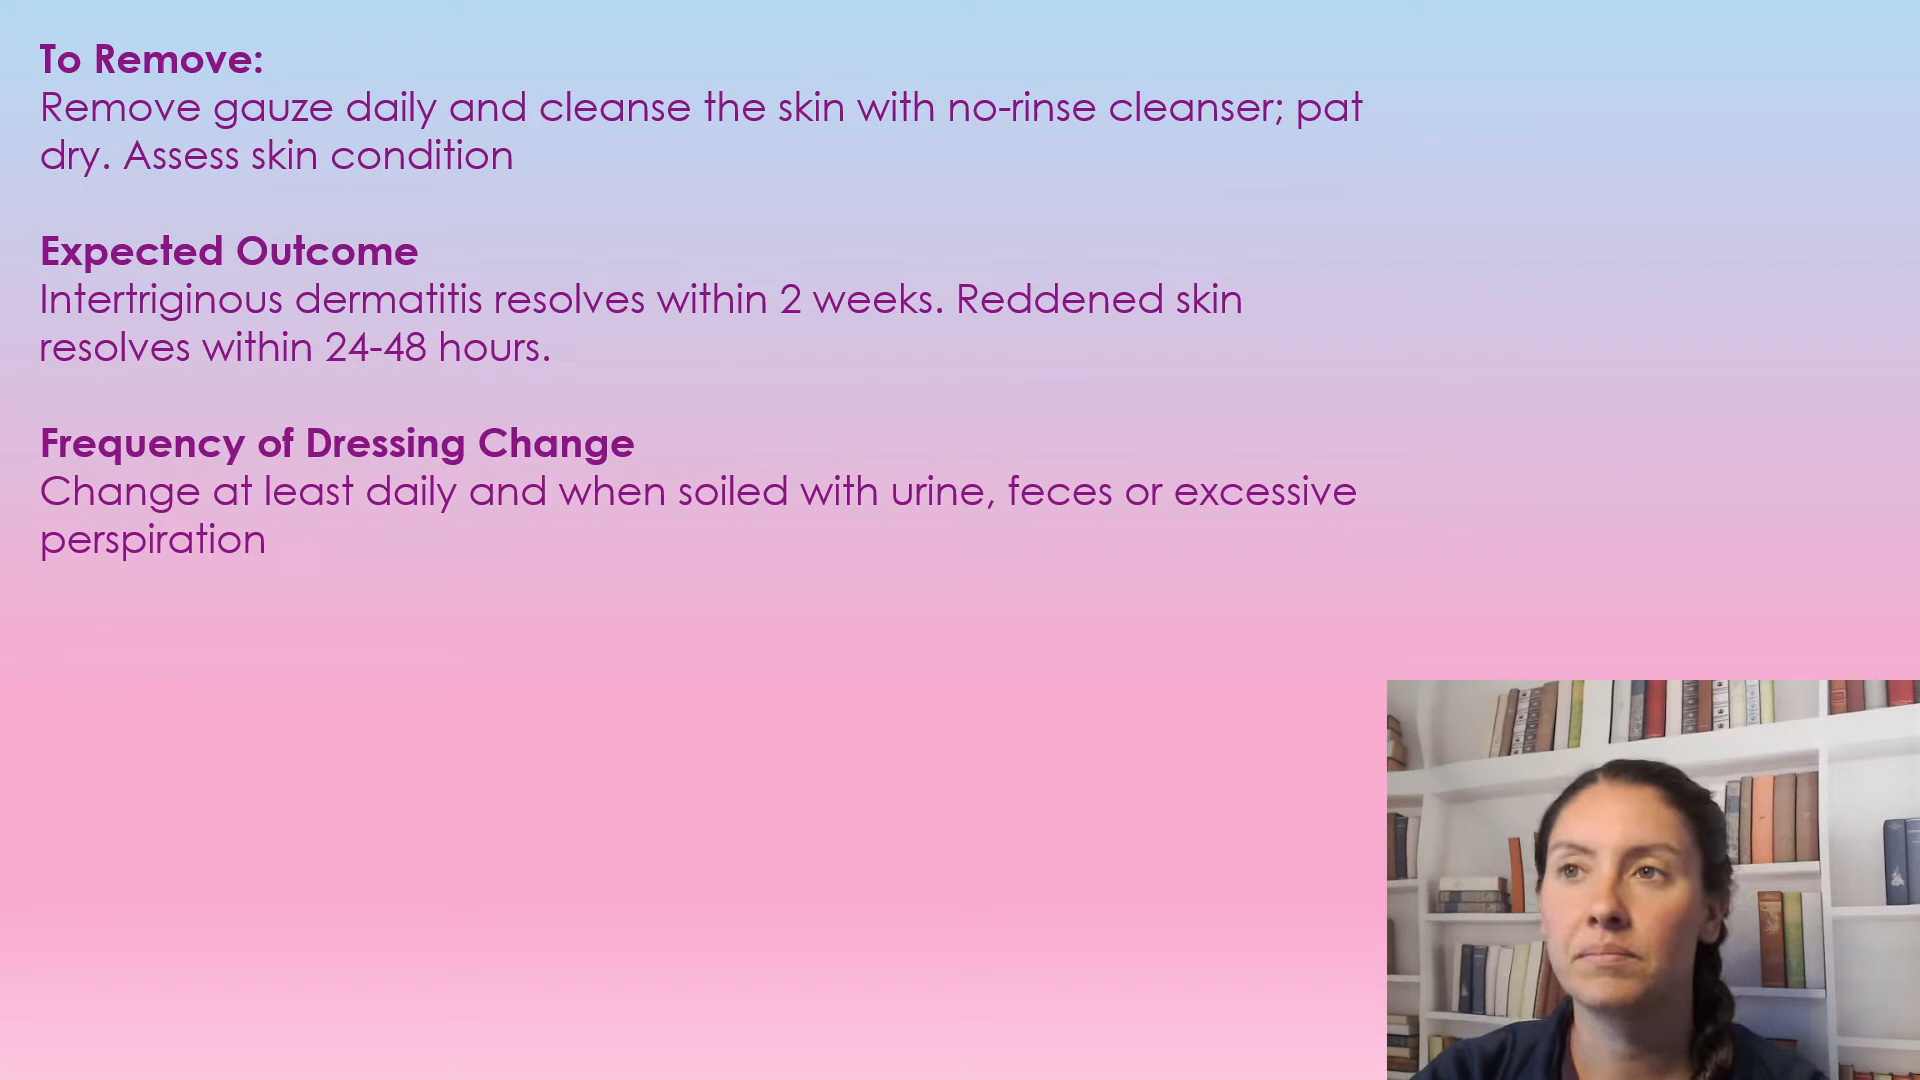 To Remove:
Remove gauze daily and cleanse the skin with no-rinse cleanser; pat
dry. Assess skin condition
Expected Outcome
Intertriginous dermatitis resolves within 2 weeks. Reddened skin
resolves within 24-48 hours.
Frequency of Dressing Change
Change at least daily and when soiled with urine, feces or excessive
perspiration